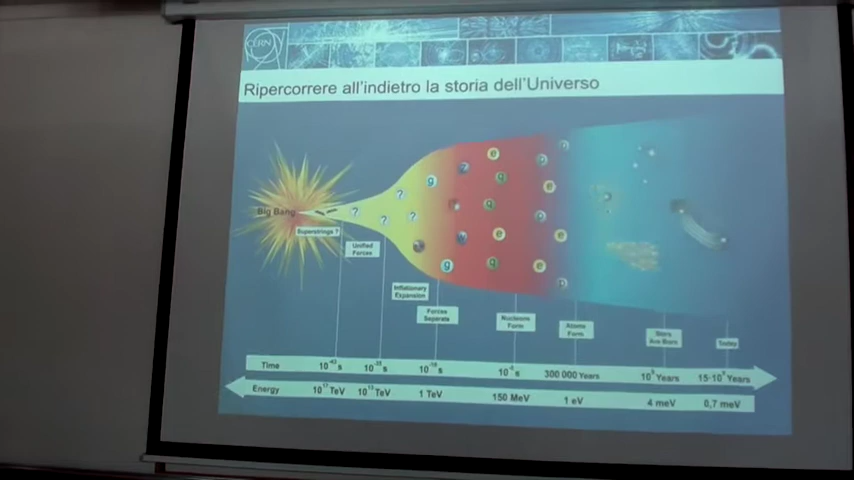 CERN
Ripercorrere all'indietro la storia dell'Universo
Big Bang
Superstrings ?
Unified
Forces
Inflationary
Expansion
Forces
Separate
Nucleons
Form
Atoms
Form
Stars
Are Born
Today
? ? ? ?
g e q e g q e q e e
Time 10⁻⁴³ s 10⁻³⁵ s 10⁻¹⁰ s 10⁻⁶ s 300 000 Years 10⁹ Years 15·10⁹ Years
Energy 10¹⁷ TeV 10¹³ TeV 1 TeV 150 MeV 1 eV 4 meV 0,7 meV